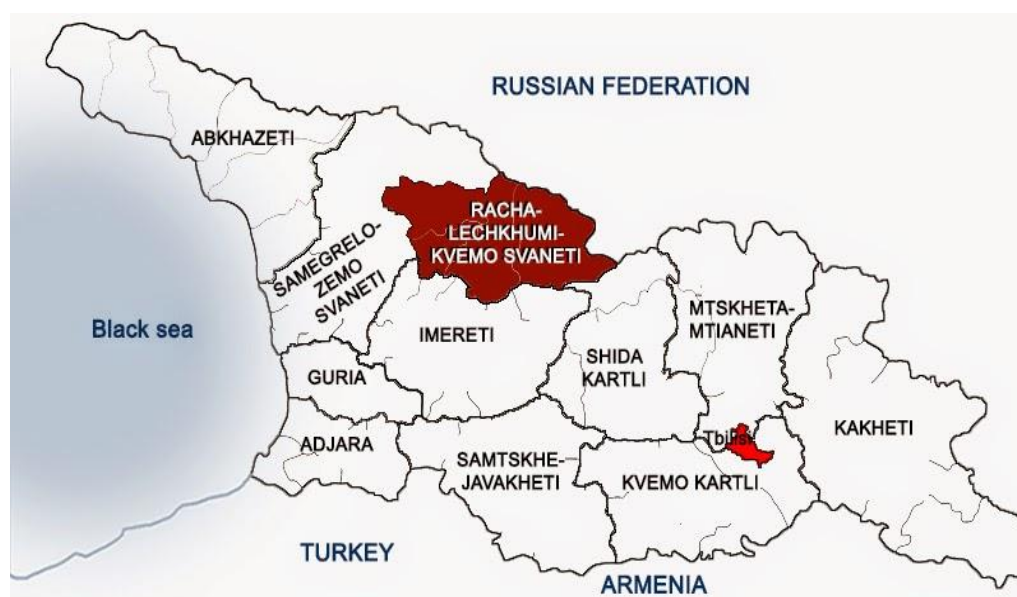 RUSSIAN FEDERATION
ABKHAZETI
RACHA-
LECHKHUMI-
KVEMO SVANETI
SAMEGRELO-
ZEMO
SVANETI
MTSKHETA-
MTIANETI
Black sea
IMERETI
SHIDA
KARTLI
GURIA
KAKHETI
ADJARA
Tbilisi
SAMTSKHE-
JAVAKHETI
KVEMO KARTLI
TURKEY
ARMENIA